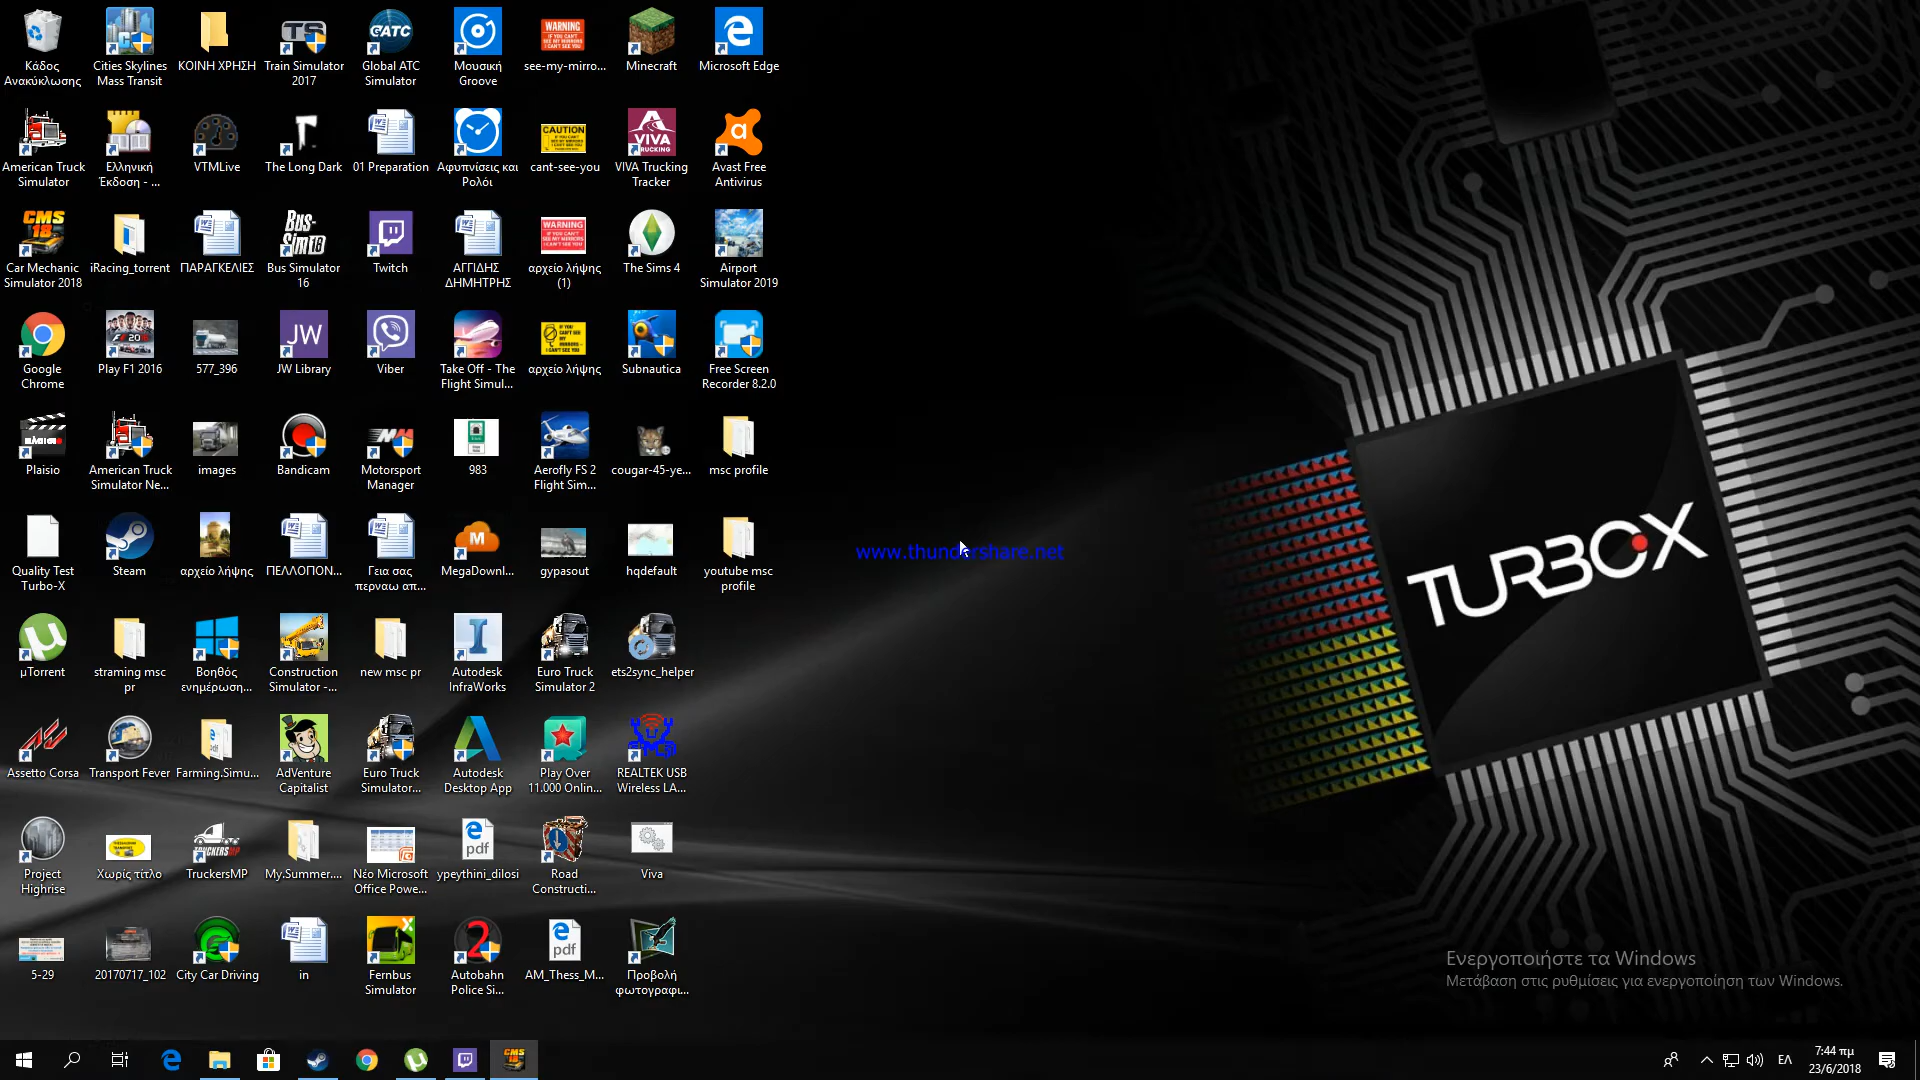 Κάδος Ανακύκλωσης
Cities Skylines Mass Transit
ΚΟΙΝΗ ΧΡΗΣΗ
Train Simulator 2017
Global ATC Simulator
Μουσική Groove
see-my-mirro...
Minecraft
Microsoft Edge
American Truck Simulator
Ελληνική Έκδοση - ...
VTMLive
The Long Dark
01 Preparation
Αφυπνίσεις και Ρολόι
cant-see-you
VIVA Trucking Tracker
Avast Free Antivirus
Car Mechanic Simulator 2018
iRacing_torrent
ΠΑΡΑΓΚΕΛΙΕΣ
Bus Simulator 16
Twitch
ΑΓΓΙΔΗΣ ΔΗΜΗΤΡΗΣ
αρχείο λήψης (1)
The Sims 4
Airport Simulator 2019
Google Chrome
Play F1 2016
577_396
JW Library
Viber
Take Off - The Flight Simul...
αρχείο λήψης
Subnautica
Free Screen Recorder 8.2.0
Plaisio
American Truck Simulator Ne...
images
Bandicam
Motorsport Manager
983
Aerofly FS 2 Flight Sim...
cougar-45-ye...
msc profile
Quality Test Turbo-X
Steam
αρχείο λήψης
ΠΕΛΛΟΠΟΝ...
Γεια σας περναω απ...
MegaDownl...
gypasout
hqdefault
youtube msc profile
www.thundershare.net
TURBOX
μTorrent
straming msc pr
Βοηθός ενημέρωση...
Construction Simulator -...
new msc pr
Autodesk InfraWorks
Euro Truck Simulator 2
ets2sync_helper
Assetto Corsa
Transport Fever
Farming.Simu...
AdVenture Capitalist
Euro Truck Simulator...
Autodesk Desktop App
Play Over 11.000 Onlin...
REALTEK USB Wireless LA...
Project Highrise
Χωρίς τίτλο
TruckersMP
My.Summer....
Νέο Microsoft Office Powe...
ypeythini_dilosi
Road Constructi...
Viva
5-29
20170717_102
City Car Driving
in
Fernbus Simulator
Autobahn Police Si...
AM_Thess_M...
Προβολή φωτογραφι...
Ενεργοποιήστε τα Windows
Μετάβαση στις ρυθμίσεις για ενεργοποίηση των Windows.
ΕΛ
7:44 πμ
23/6/2018